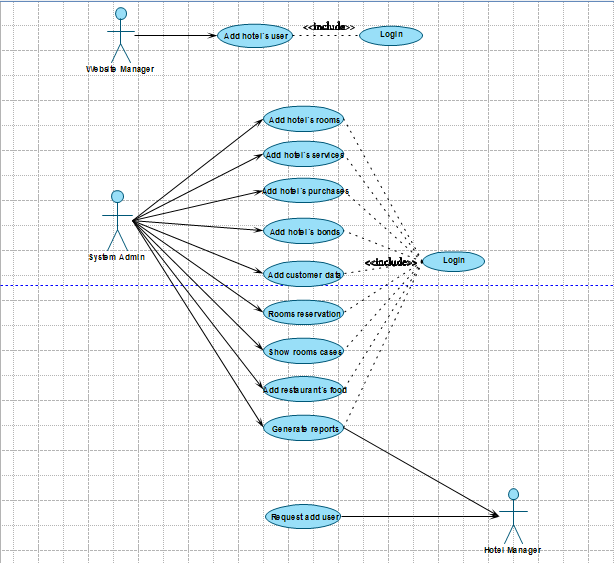 <<include>>
Add hotel's user
Login
Website Manager
Add hotel's rooms
Add hotel's services
Add hotel's purchases
Add hotel's bonds
System Admin
<<include>>
Login
Add customer data
Rooms reservation
Show rooms cases
Add restaurant's food
Generate reports
Request add user
Hotel Manager